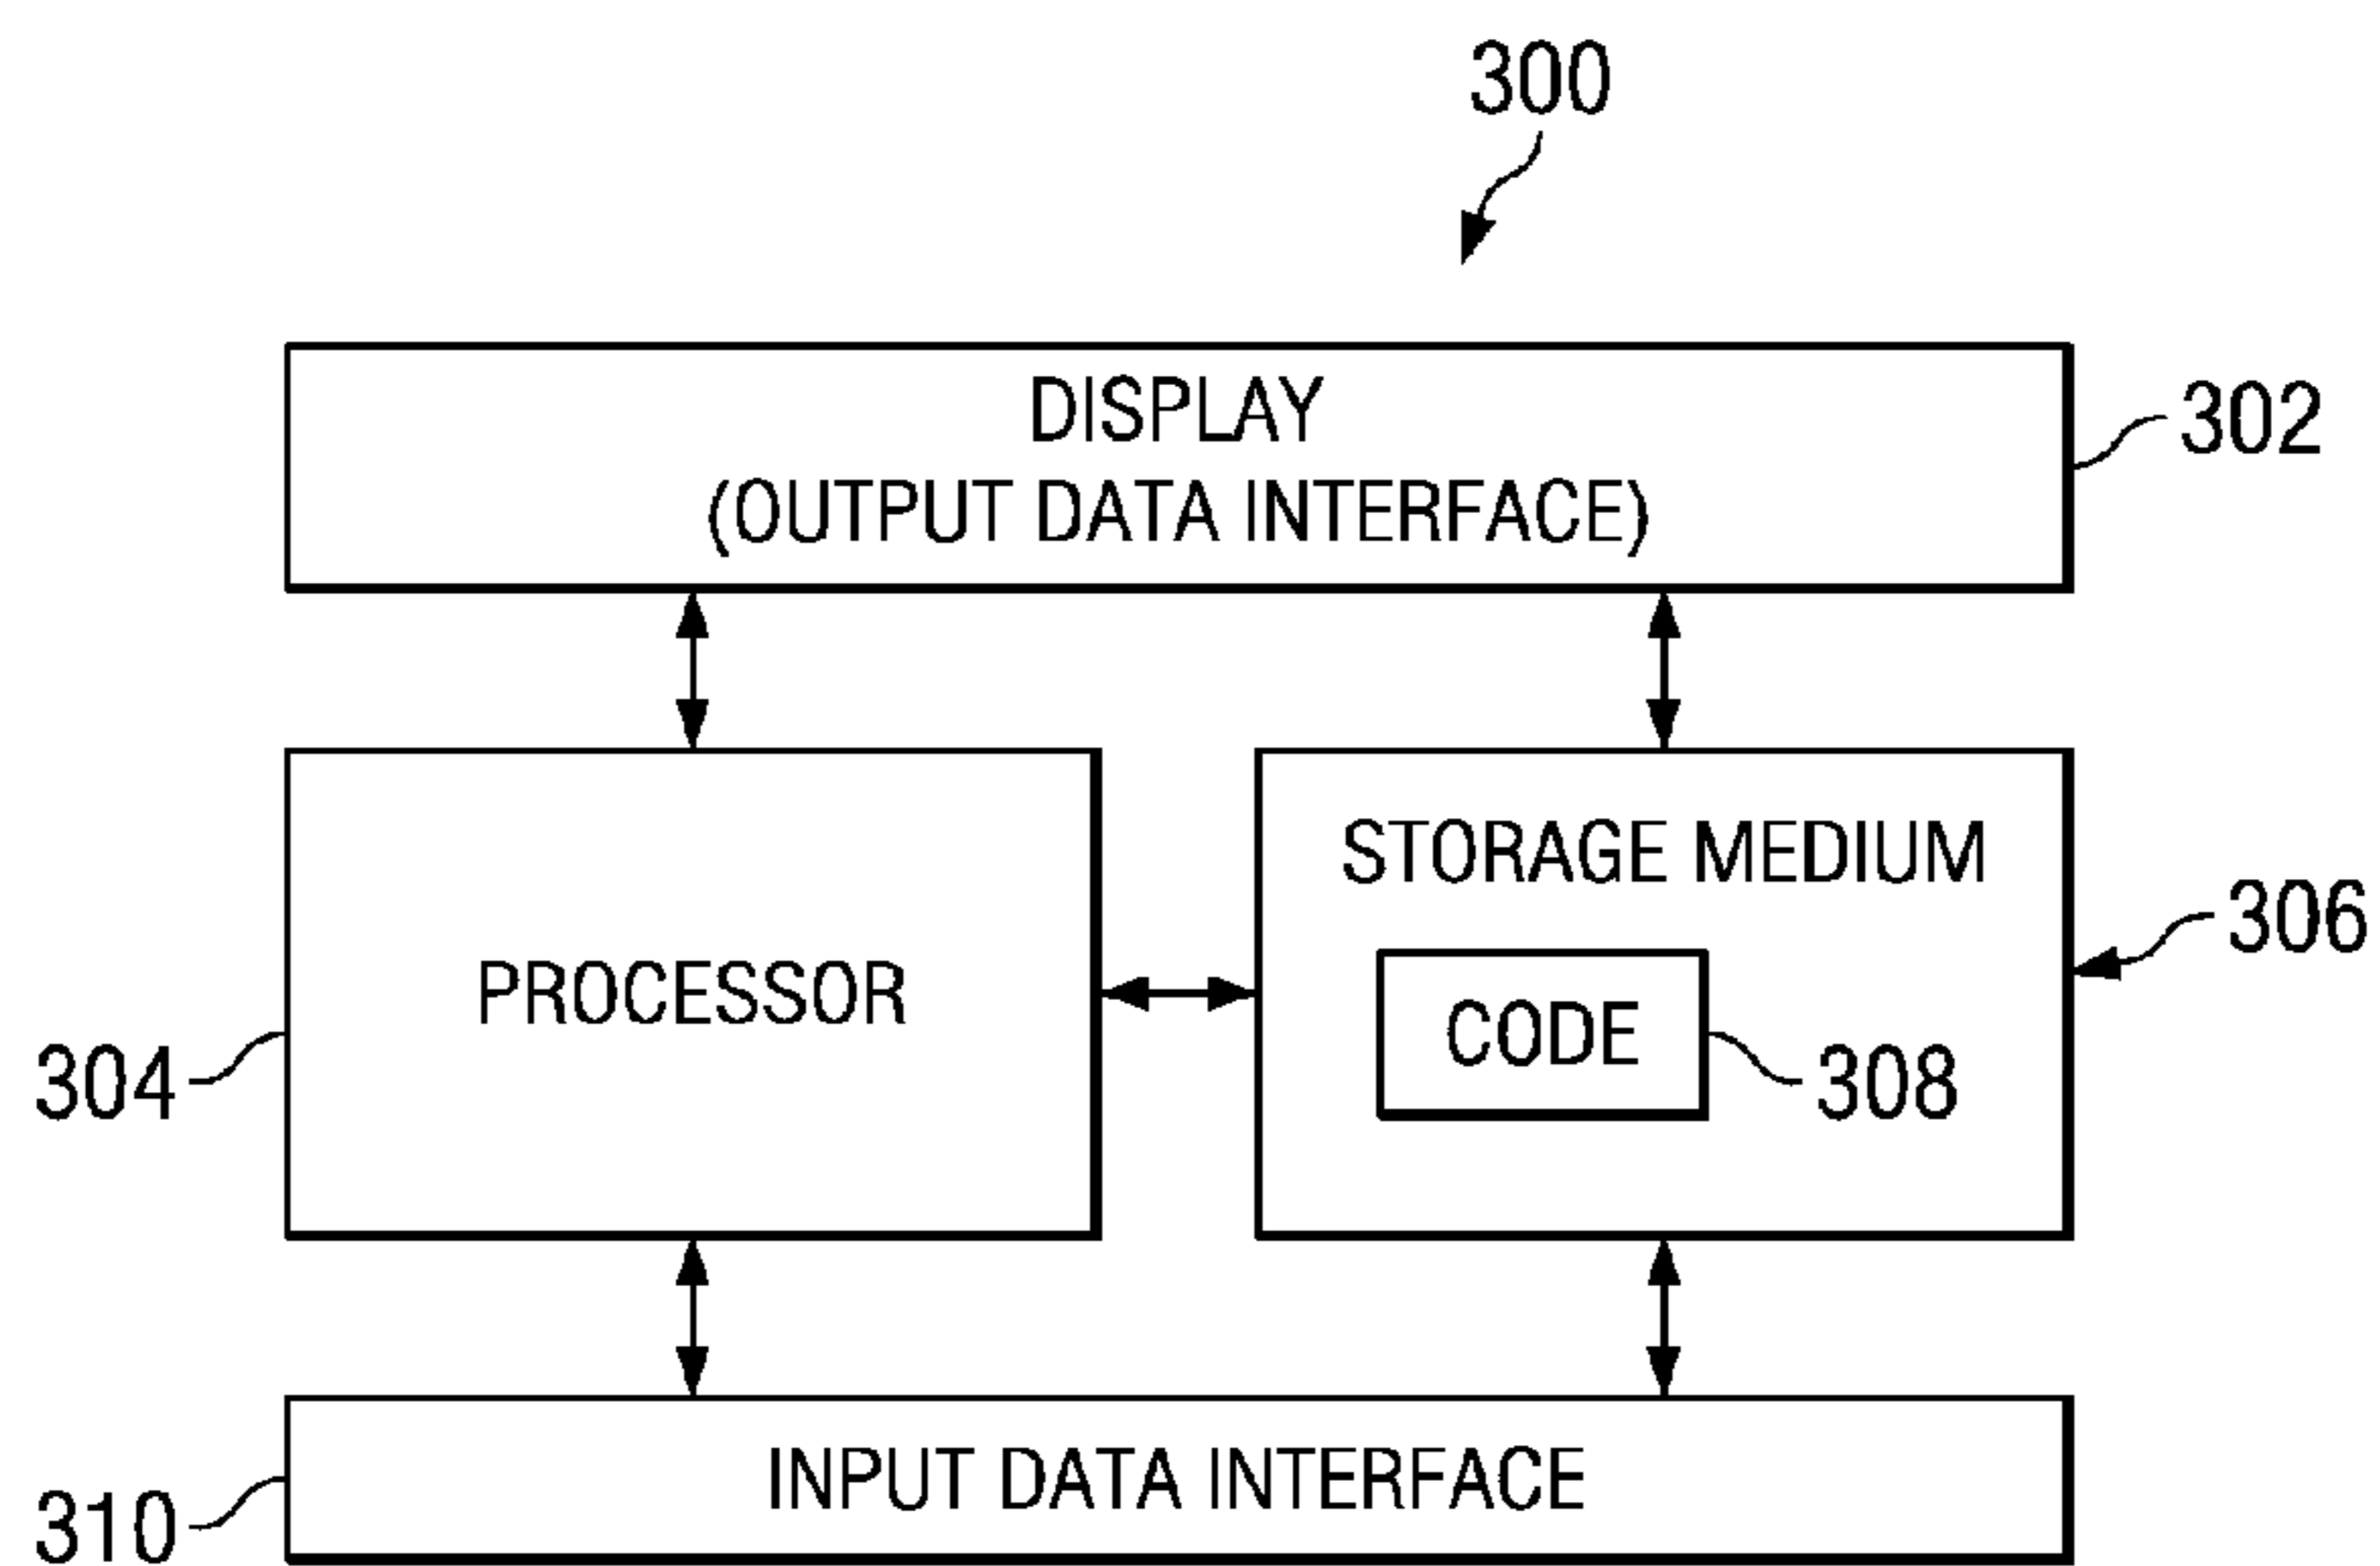 300
DISPLAY
(OUTPUT DATA INTERFACE)
302
STORAGE MEDIUM
306
PROCESSOR
CODE
304
308
INPUT DATA INTERFACE
310